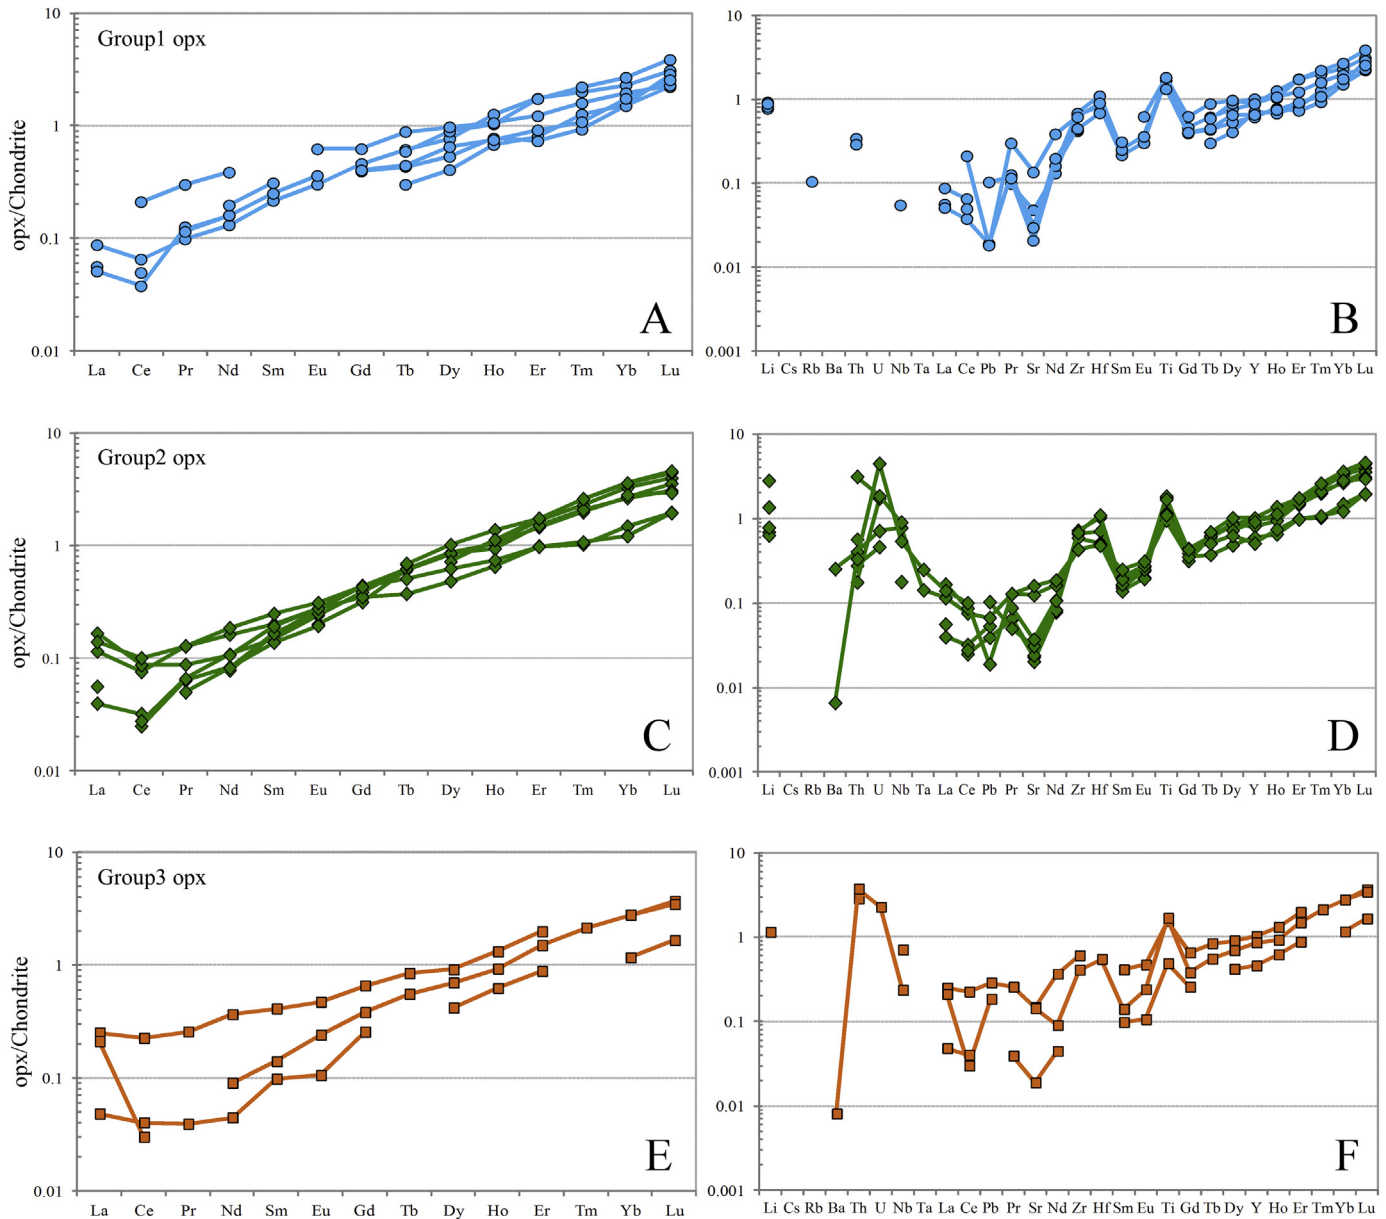 Group1 opx
opx/Chondrite
10
1
0.1
0.01
La Ce Pr Nd Sm Eu Gd Tb Dy Ho Er Tm Yb Lu
A
10
1
0.1
0.01
0.001
Li Cs Rb Ba Th U Nb Ta La Ce Pb Pr Sr Nd Zr Hf Sm Eu Ti Gd Tb Dy Y Ho Er Tm Yb Lu
B
Group2 opx
opx/Chondrite
10
1
0.1
0.01
La Ce Pr Nd Sm Eu Gd Tb Dy Ho Er Tm Yb Lu
C
10
1
0.1
0.01
0.001
Li Cs Rb Ba Th U Nb Ta La Ce Pb Pr Sr Nd Zr Hf Sm Eu Ti Gd Tb Dy Y Ho Er Tm Yb Lu
D
Group3 opx
opx/Chondrite
10
1
0.1
0.01
La Ce Pr Nd Sm Eu Gd Tb Dy Ho Er Tm Yb Lu
E
10
1
0.1
0.01
0.001
Li Cs Rb Ba Th U Nb Ta La Ce Pb Pr Sr Nd Zr Hf Sm Eu Ti Gd Tb Dy Y Ho Er Tm Yb Lu
F